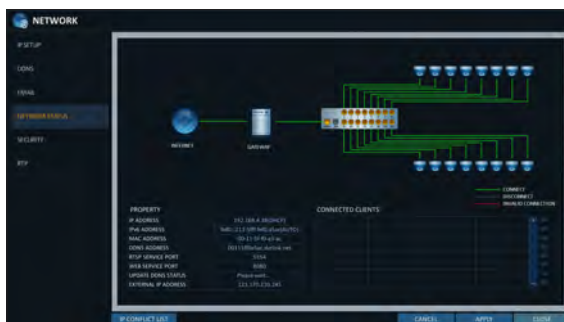 NETWORK
IP SETUP
DDNS
EMAIL
NETWORK STATUS
SECURITY
RTP
INTERNET
GATEWAY
CONNECT
DISCONNECT
INVALID CONNECTION
PROPERTY
CONNECTED CLIENTS
IP ADDRESS
IPv6 ADDRESS
MAC ADDRESS
DDNS ADDRESS
RTSP SERVICE PORT
WEB SERVICE PORT
8080
UPDATE DDNS STATUS
EXTERNAL IP ADDRESS
IP CONFLICT LIST
CANCEL
APPLY
CLOSE